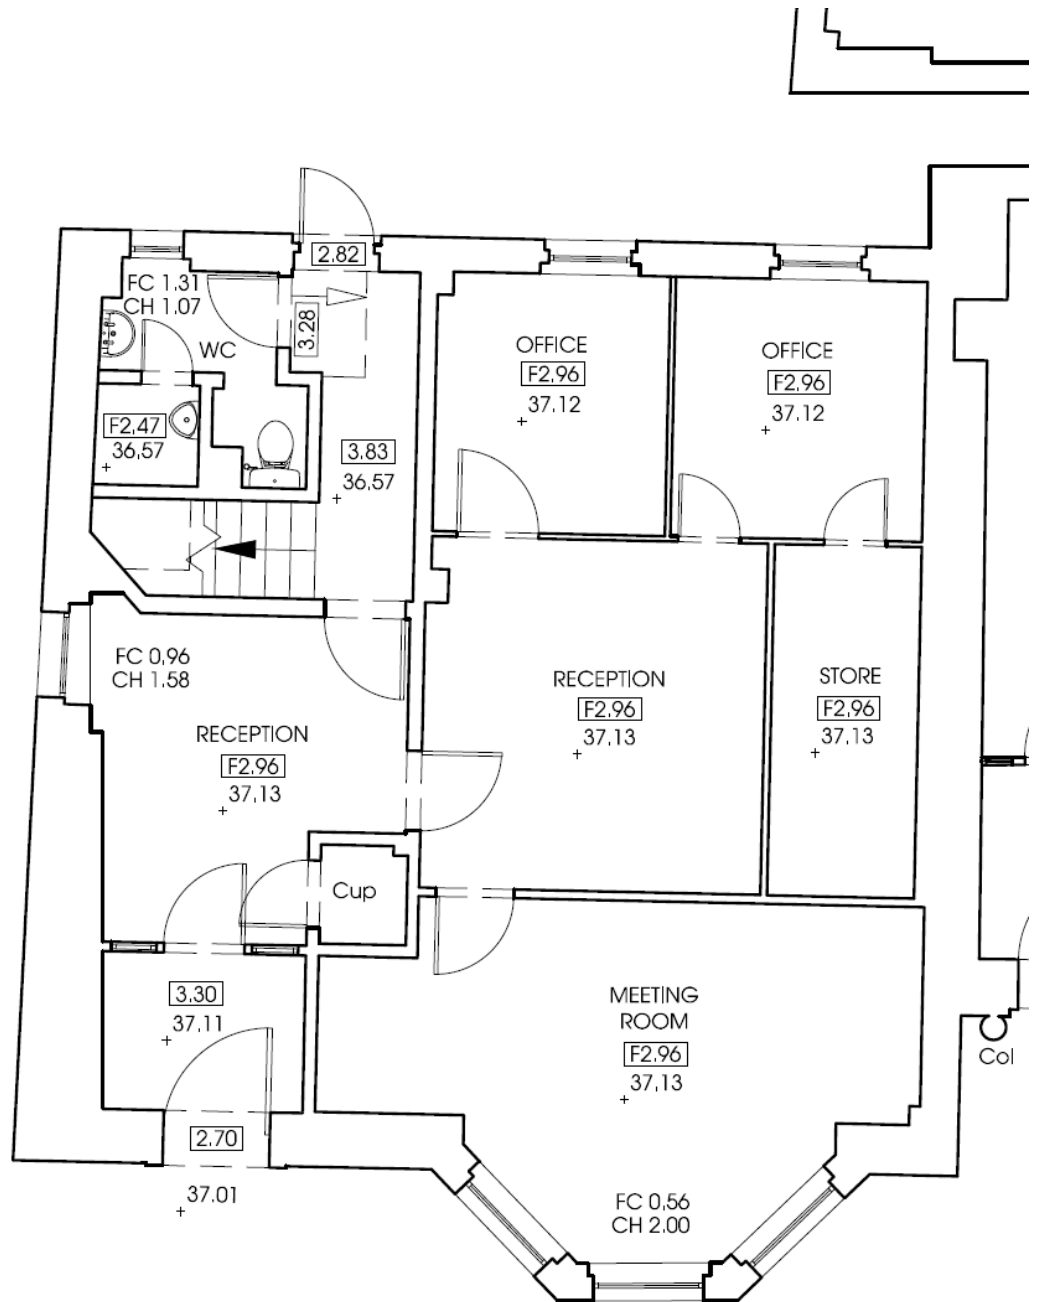 2.82
FC 1.31
CH 1.07
3.28
WC
OFFICE
F2.96
37.12
OFFICE
F2.96
37.12
F2.47
36.57
3.83
36.57
FC 0.96
CH 1.58
RECEPTION
F2.96
37.13
RECEPTION
F2.96
37.13
STORE
F2.96
37.13
Cup
3.30
37.11
MEETING
ROOM
F2.96
37.13
Col
2.70
37.01
FC 0.56
CH 2.00